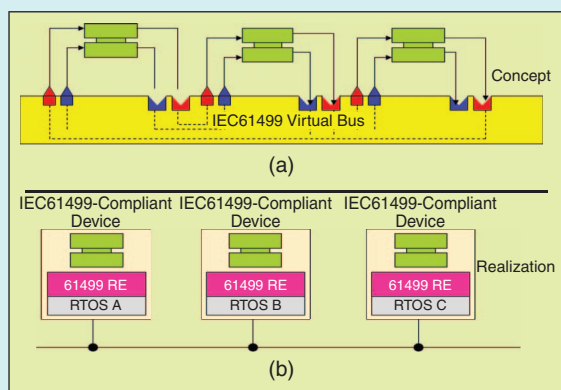 Concept
IEC61499 Virtual Bus
(a)
IEC61499-Compliant Device
IEC61499-Compliant Device
IEC61499-Compliant Device
Realization
61499 RE
RTOS A
61499 RE
RTOS B
61499 RE
RTOS C
(b)